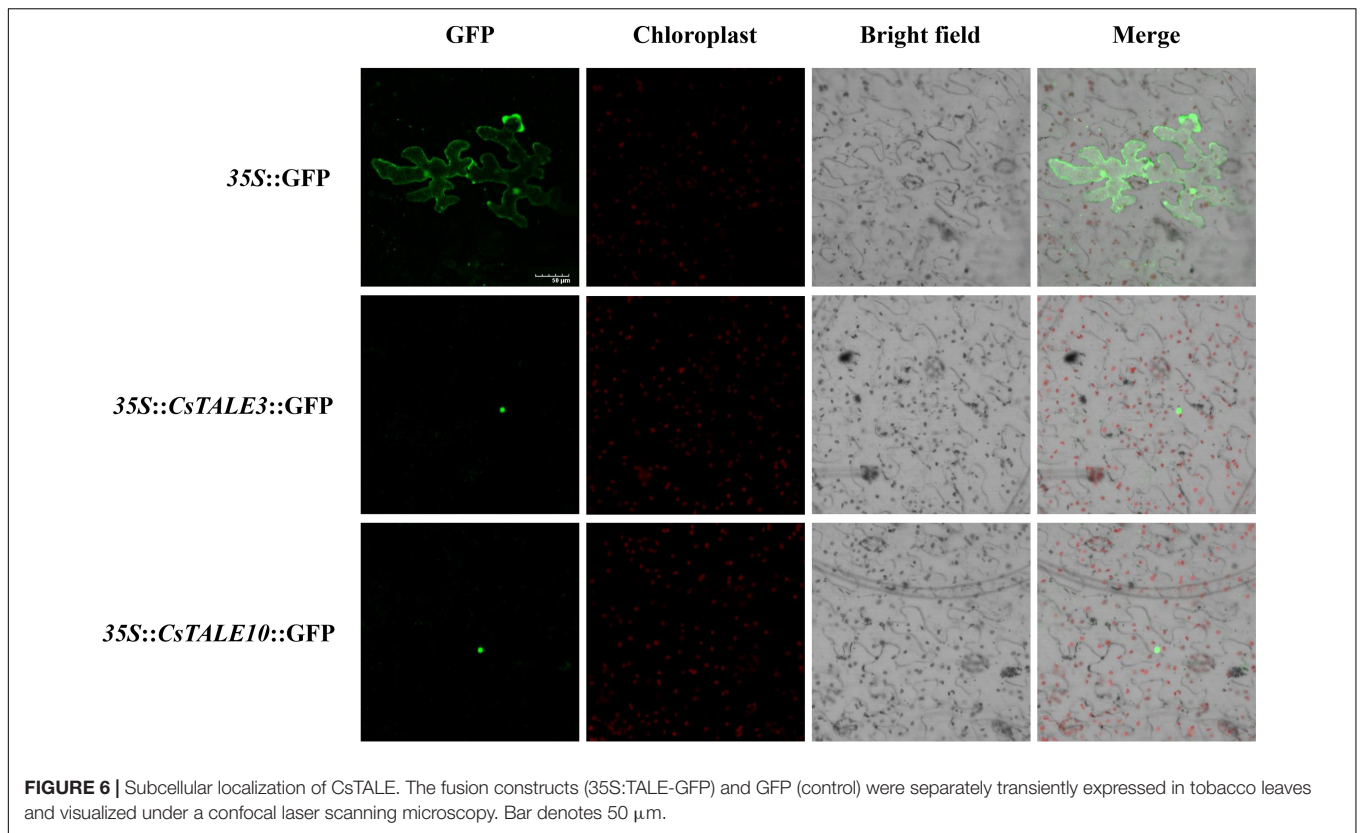 GFP Chloroplast Bright field Merge
35S::GFP
50 μm
35S::CsTALE3::GFP
35S::CsTALE10::GFP
FIGURE 6 | Subcellular localization of CsTALE. The fusion constructs (35S:TALE-GFP) and GFP (control) were separately transiently expressed in tobacco leaves
and visualized under a confocal laser scanning microscopy. Bar denotes 50 μm.